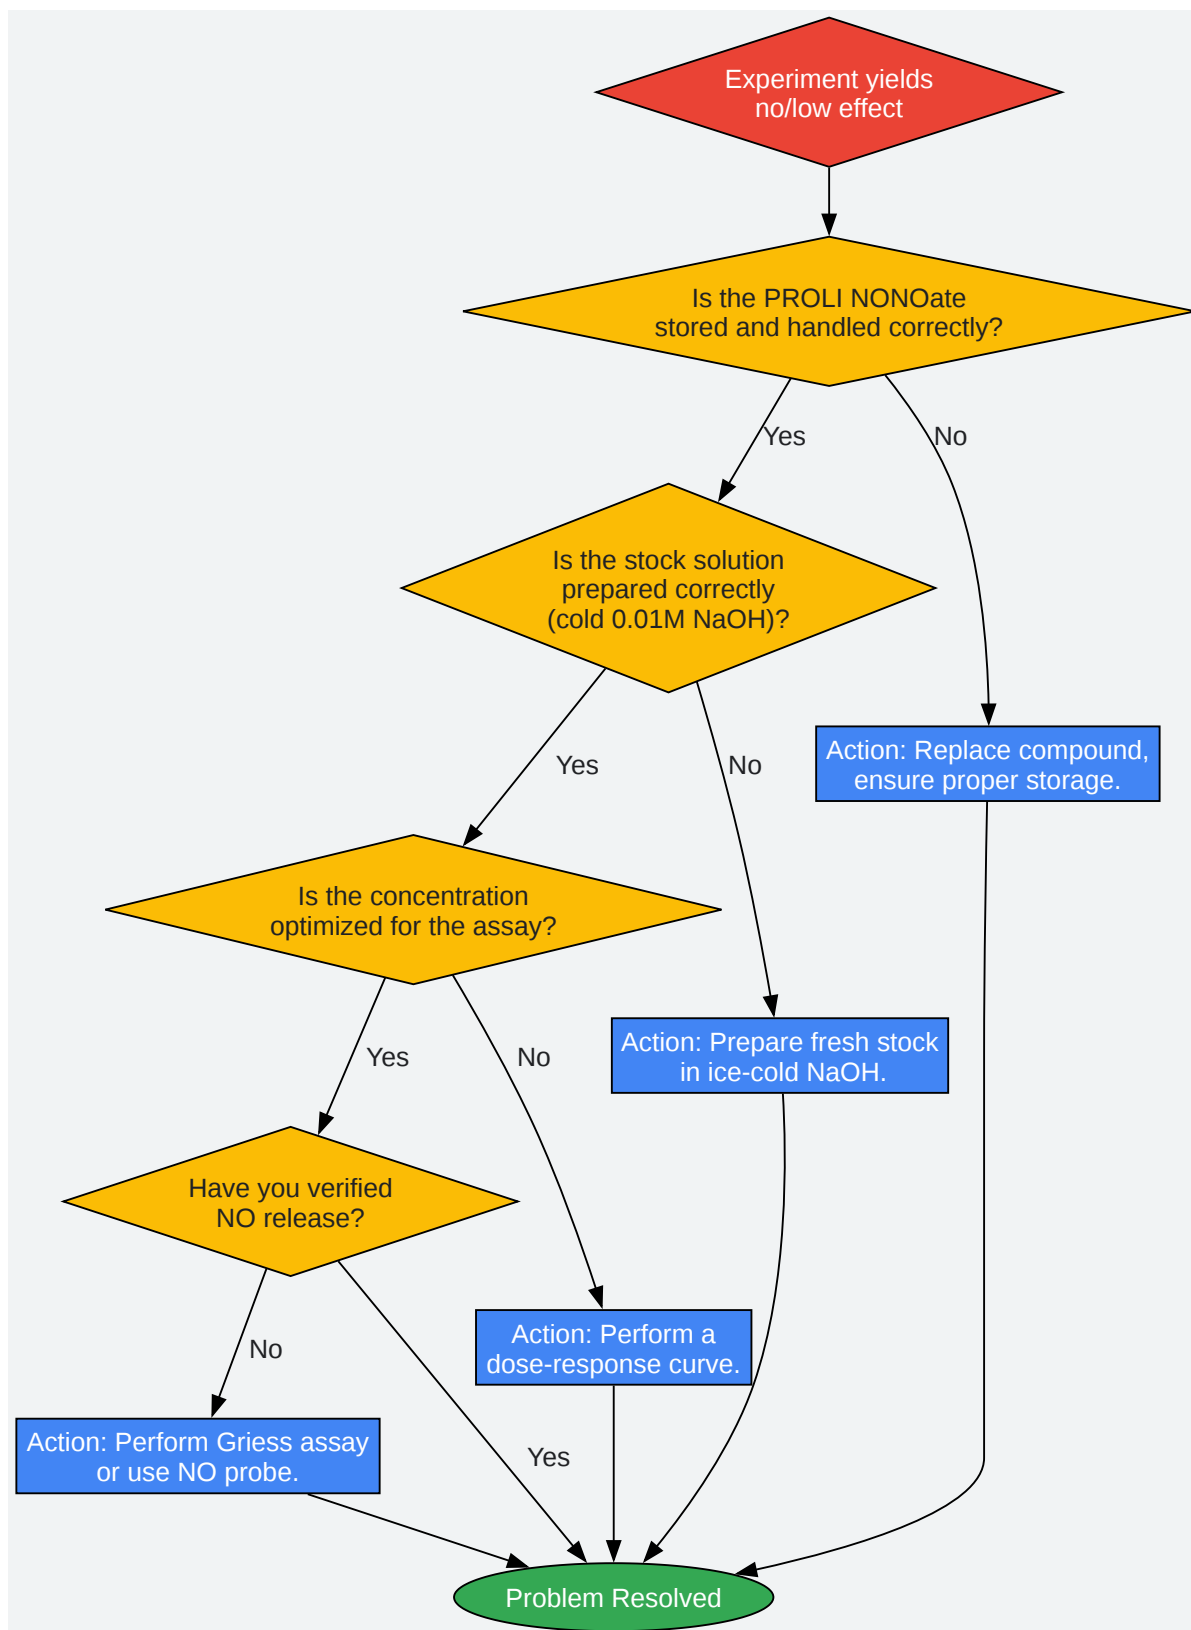 Experiment yields
no/low effect
Is the PROLI NONOate
stored and handled correctly?
Yes
No
Is the stock solution
prepared correctly
(cold 0.01M NaOH)?
Action: Replace compound,
ensure proper storage.
Yes
No
Is the concentration
optimized for the assay?
Action: Prepare fresh stock
in ice-cold NaOH.
Yes
No
Have you verified
NO release?
Action: Perform a
dose-response curve.
No
Yes
Action: Perform Griess assay
or use NO probe.
Problem Resolved